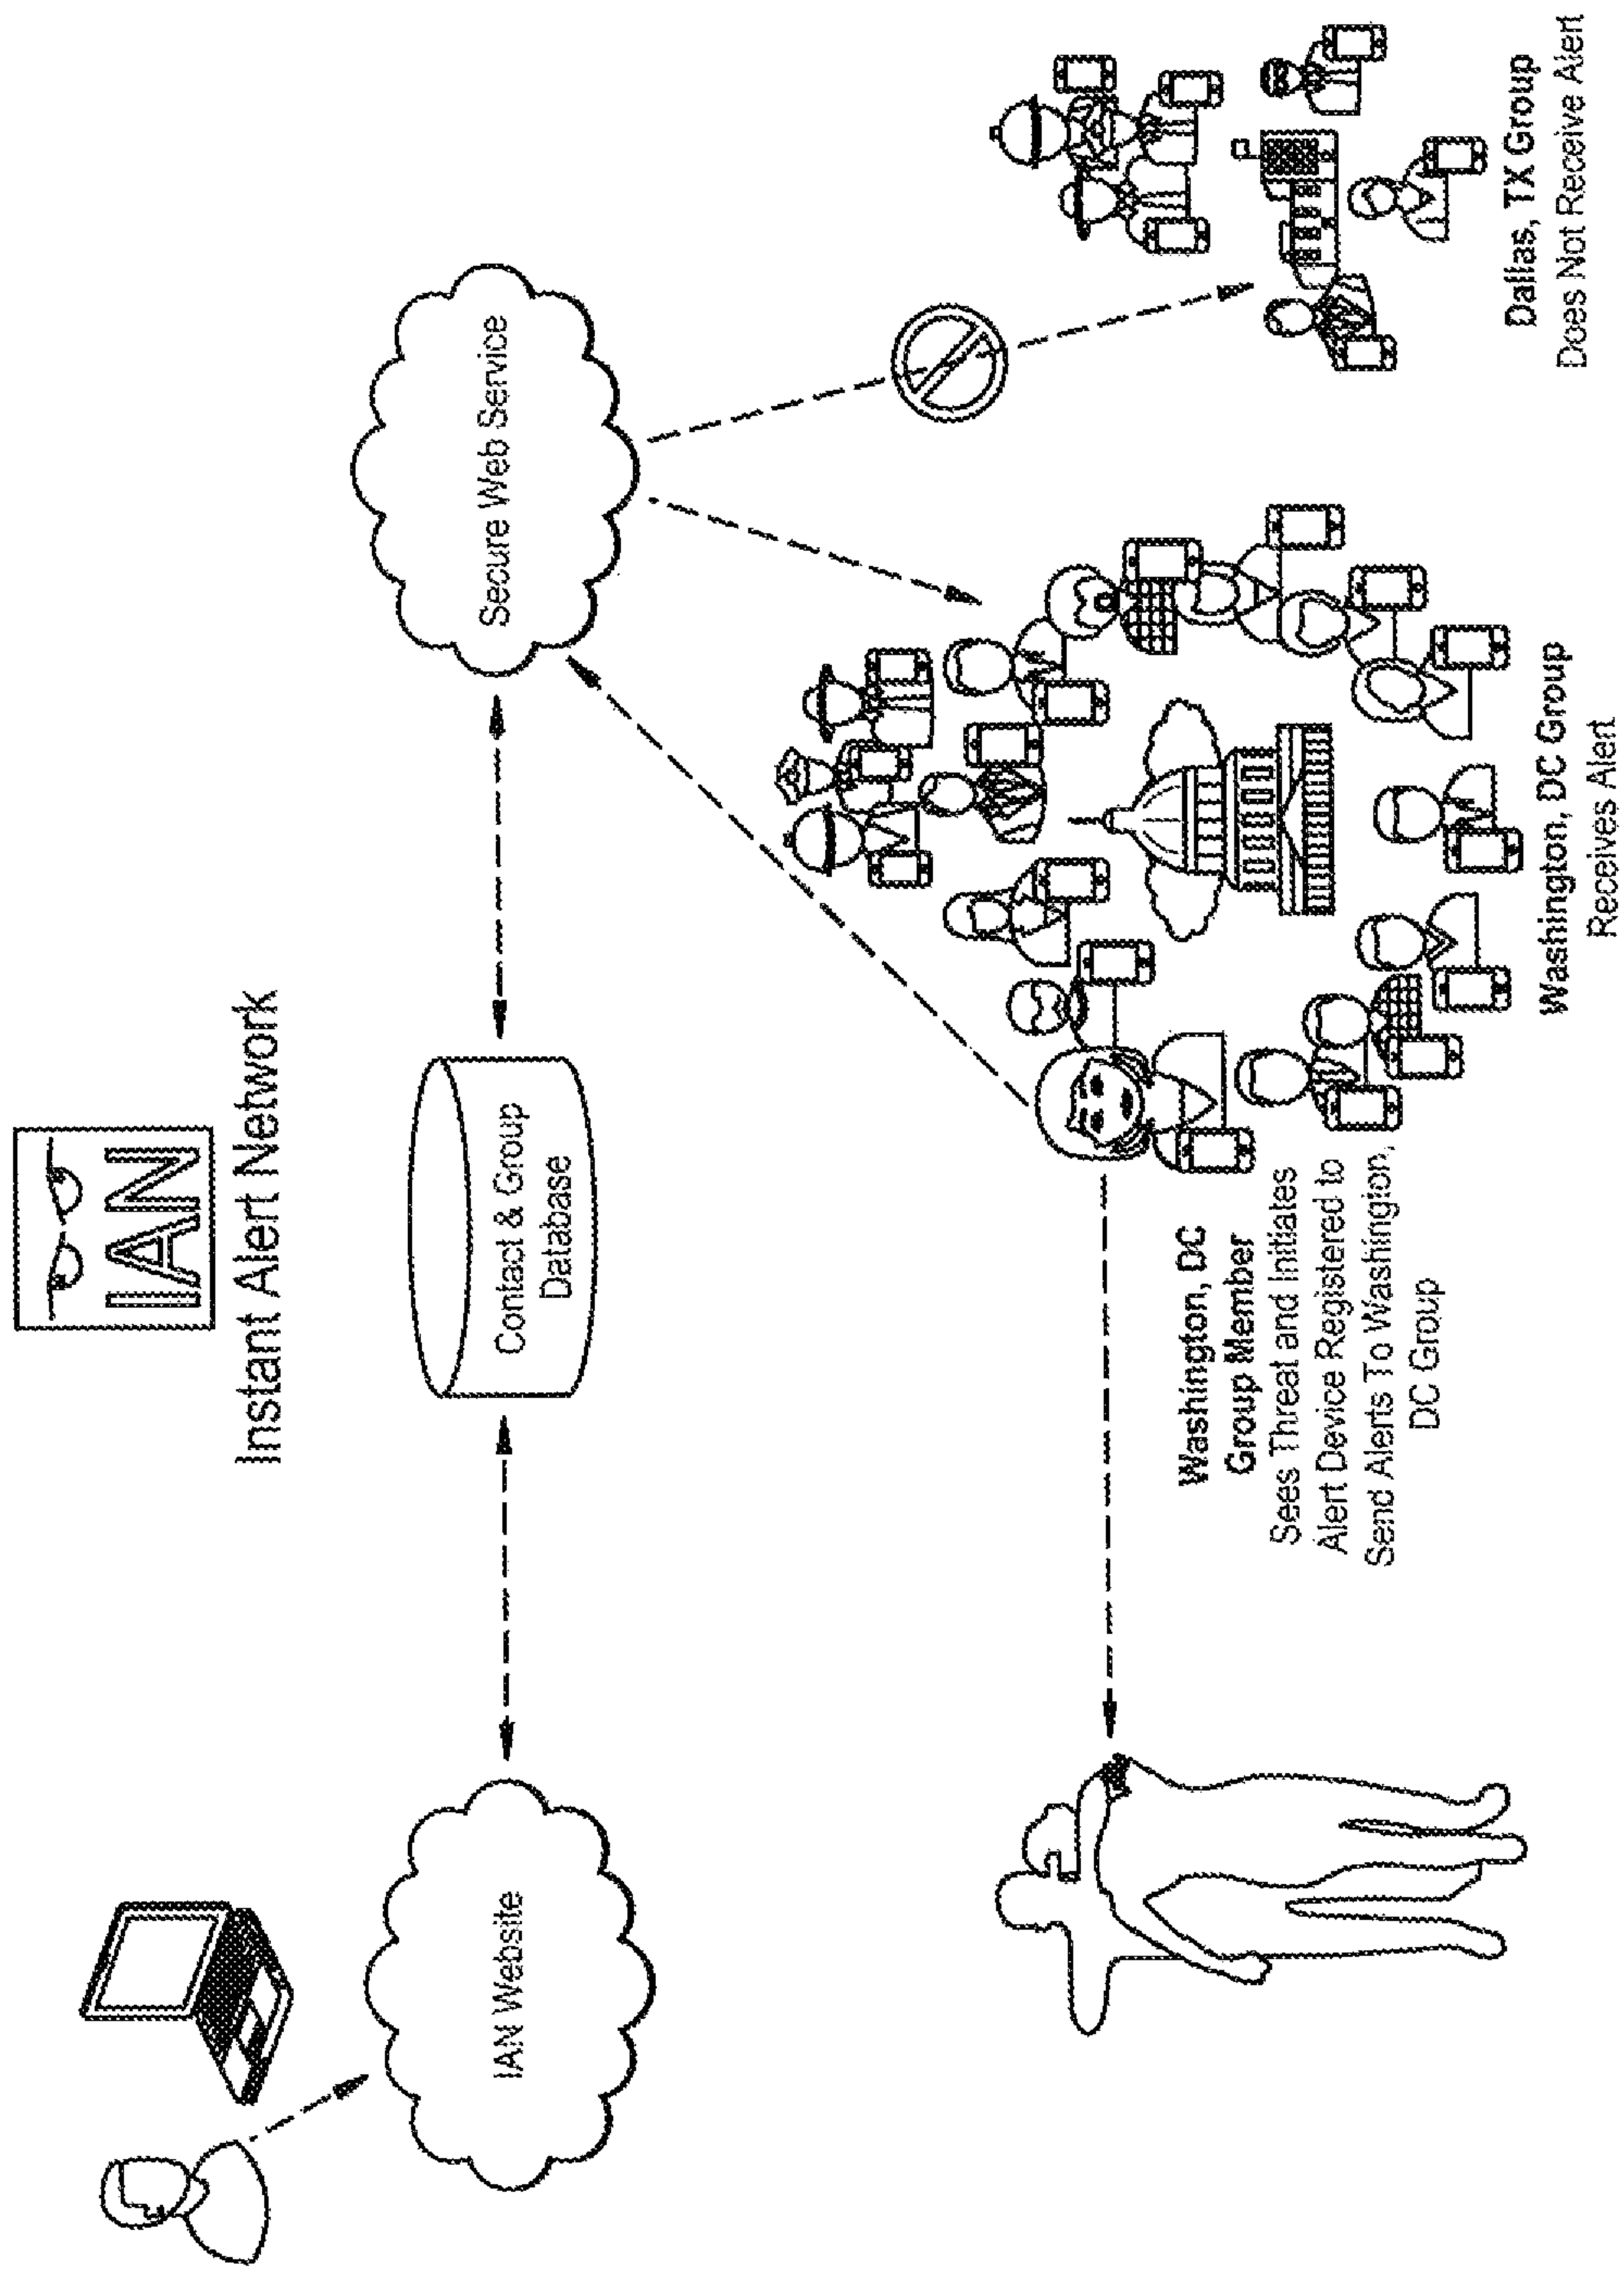 IAN
Instant Alert Network
IAN Website
Contact & Group
Database
Secure Web Service
Washington, DC
Group Member
Sees Threat and Initiates
Alert Device Registered to
Send Alerts To Washington,
DC Group
Washington, DC Group
Receives Alert
Dallas, TX Group
Does Not Receive Alert